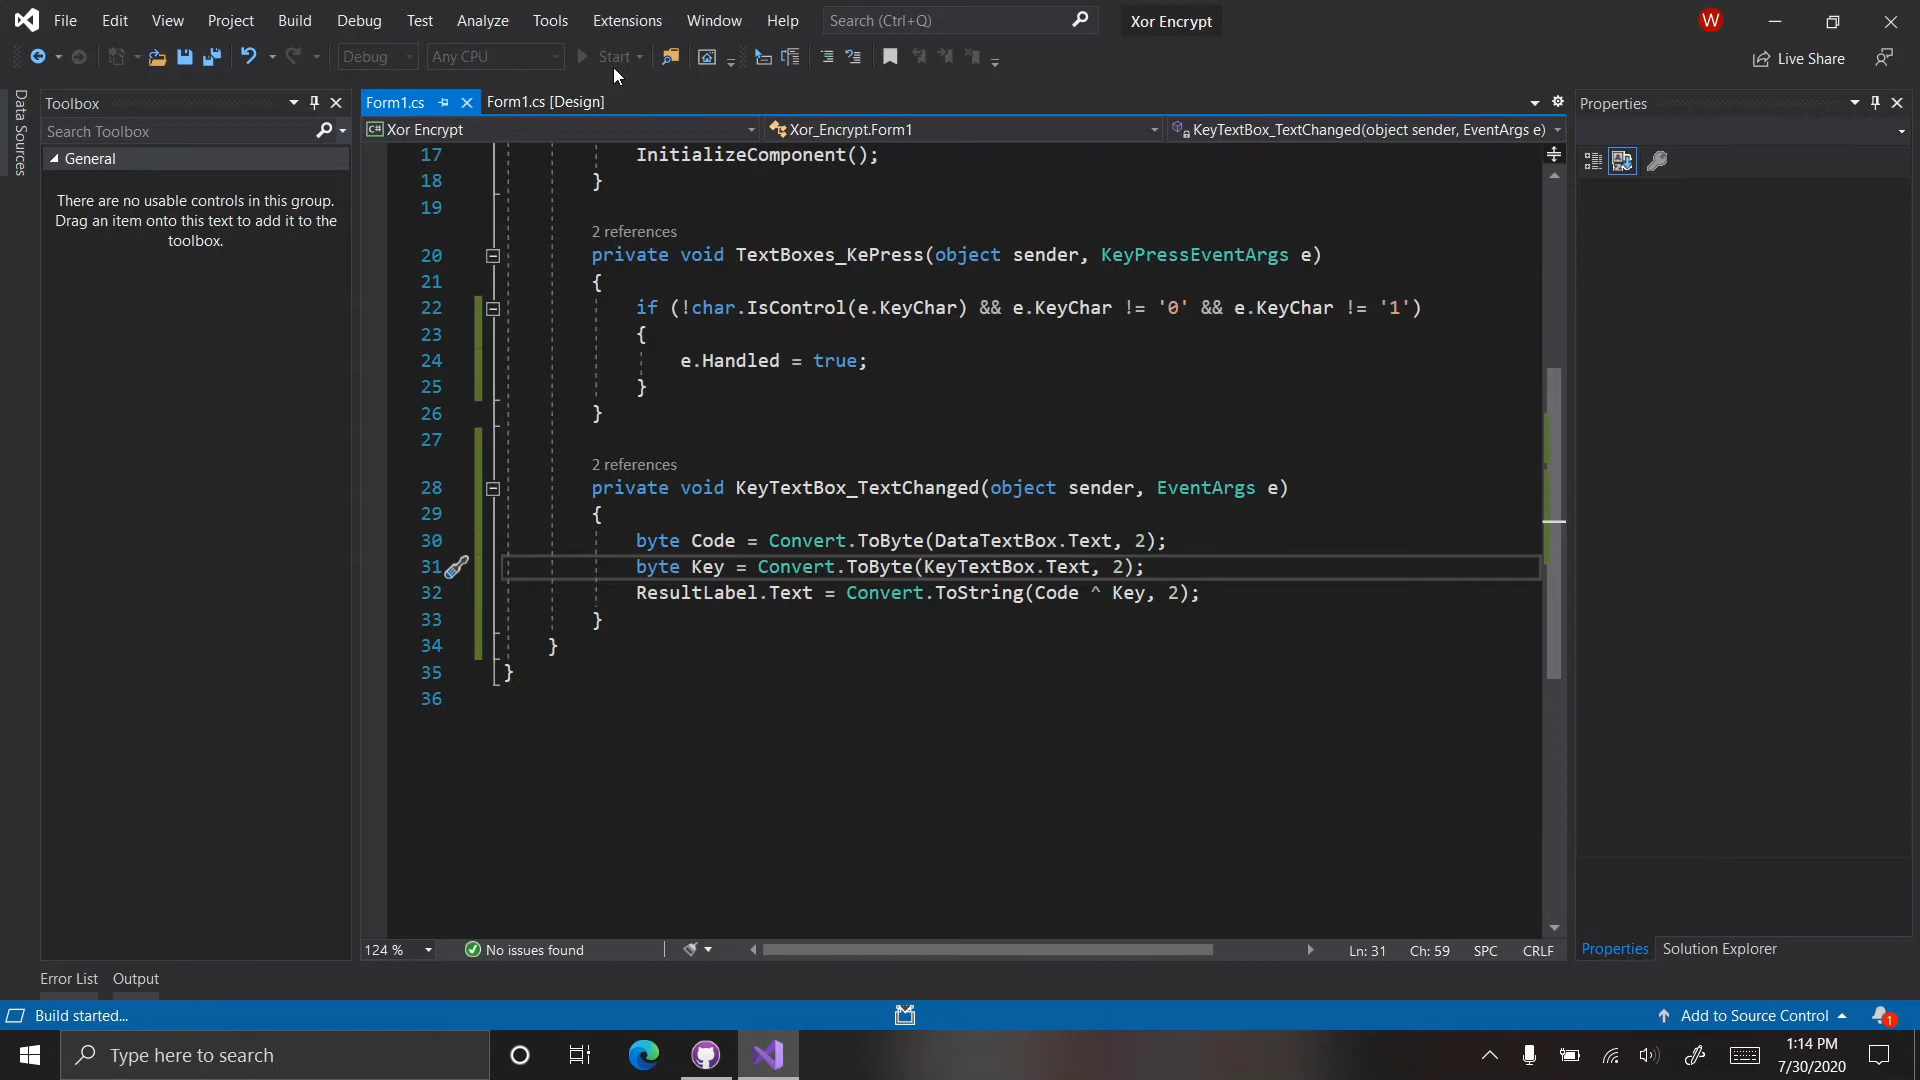 File Edit View Project Build Debug Test Analyze Tools Extensions Window Help Search (Ctrl+Q) Xor Encrypt W
Debug Any CPU Start Live Share
Data Sources
Toolbox
Search Toolbox
General
There are no usable controls in this group.
Drag an item onto this text to add it to the
toolbox.
Form1.cs Form1.cs [Design]
Xor Encrypt Xor_Encrypt.Form1 KeyTextBox_TextChanged(object sender, EventArgs e)
17 InitializeComponent();
18 }
19
2 references
20 private void TextBoxes_KePress(object sender, KeyPressEventArgs e)
21 {
22 if (!char.IsControl(e.KeyChar) && e.KeyChar != '0' && e.KeyChar != '1')
23 {
24 e.Handled = true;
25 }
26 }
27
2 references
28 private void KeyTextBox_TextChanged(object sender, EventArgs e)
29 {
30 byte Code = Convert.ToByte(DataTextBox.Text, 2);
31 byte Key = Convert.ToByte(KeyTextBox.Text, 2);
32 ResultLabel.Text = Convert.ToString(Code ^ Key, 2);
33 }
34 }
35 }
36
124 % No issues found Ln: 31 Ch: 59 SPC CRLF
Properties
Properties Solution Explorer
Error List Output
Build started... Add to Source Control 1
Type here to search
1:14 PM
7/30/2020